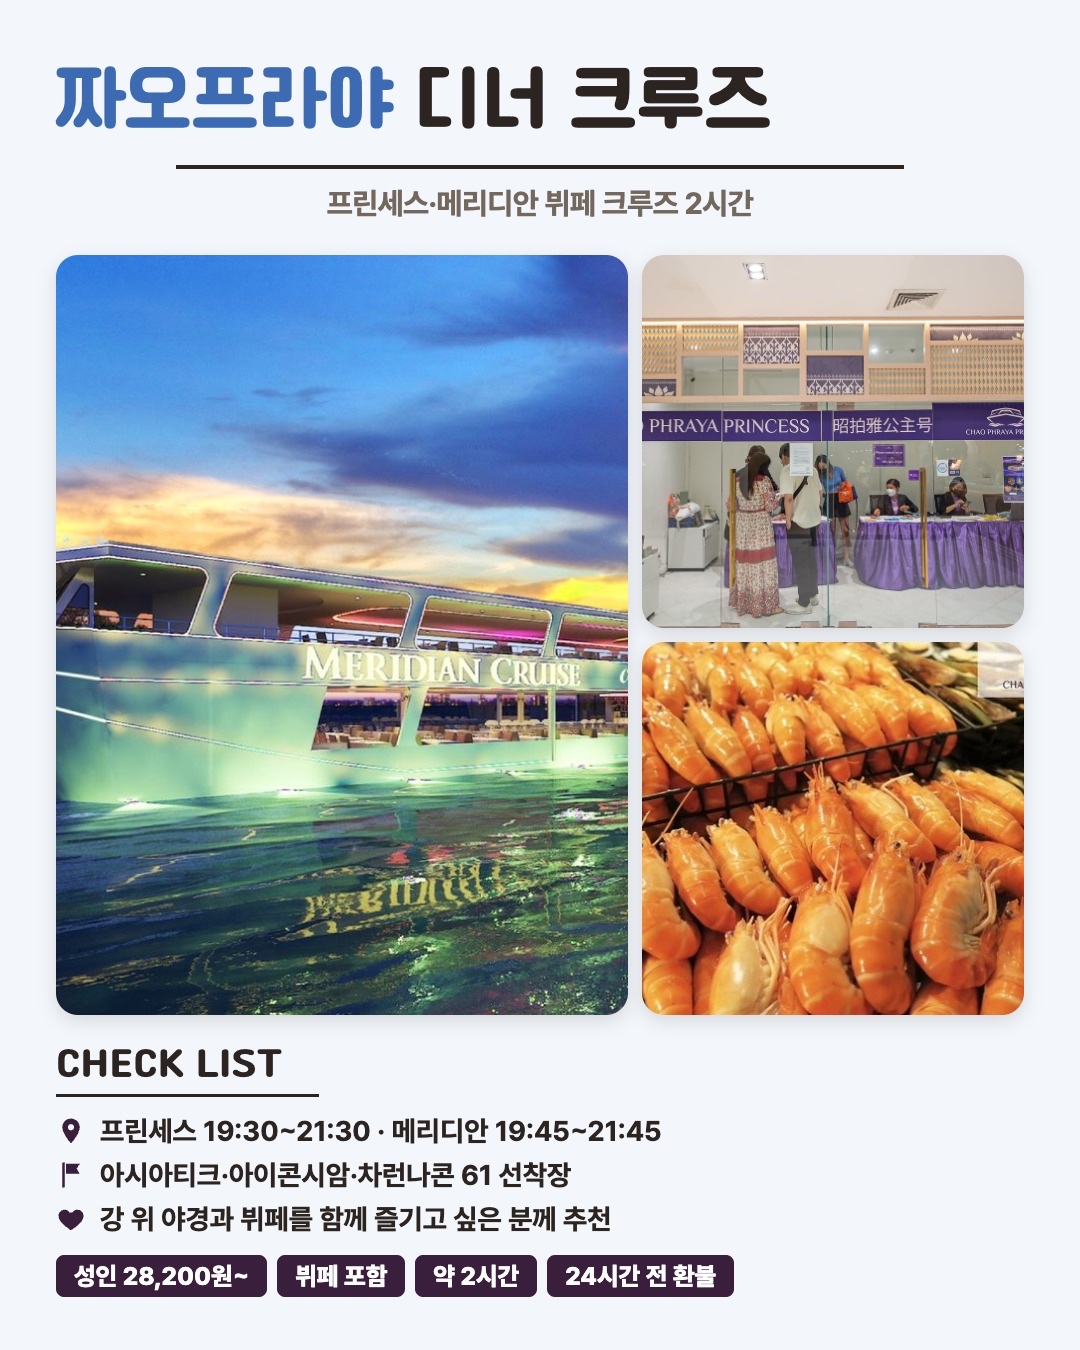 짜오프라야 디너 크루즈
프린세스·메리디안 뷔페 크루즈 2시간
MERIDIAN CRUISE
PHRAYA PRINCESS 昭拍雅公主号
CHAO PHRAYA PR
CHA
CHECK LIST
프린세스 19:30~21:30 · 메리디안 19:45~21:45
아시아티크·아이콘시암·차런나콘 61 선착장
강 위 야경과 뷔페를 함께 즐기고 싶은 분께 추천
성인 28,200원~ 뷔페 포함 약 2시간 24시간 전 환불